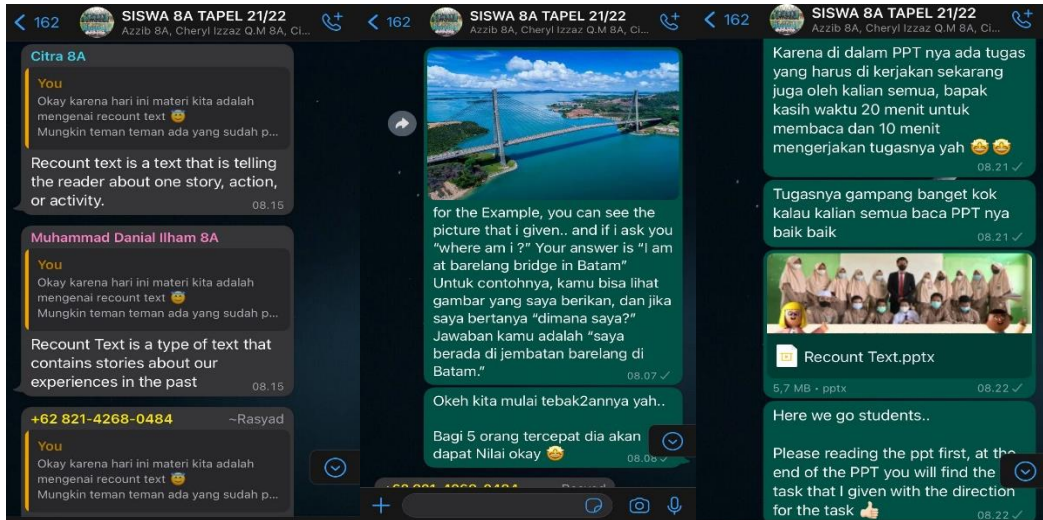 162
SISWA 8A TAPEL 21/22
Azzib 8A, Cheryl Izzaz Q.M 8A, Ci...
Citra 8A
You
Okay karena hari ini materi kita adalah
mengenai recount text 😇
Mungkin teman teman ada yang sudah p...
Recount text is a text that is telling
the reader about one story, action,
or activity.
08.15
Muhammad Danial Ilham 8A
You
Okay karena hari ini materi kita adalah
mengenai recount text 😇
Mungkin teman teman ada yang sudah p...
Recount Text is a type of text that
contains stories about our
experiences in the past
08.15
+62 821-4268-0484 ~Rasyad
You
Okay karena hari ini materi kita adalah
mengenai recount text 😇
Mungkin teman teman ada yang sudah p...
162
SISWA 8A TAPEL 21/22
Azzib 8A, Cheryl Izzaz Q.M 8A, Ci...
for the Example, you can see the
picture that i given.. and if i ask you
"where am i ?" Your answer is "I am
at barelang bridge in Batam"
Untuk contohnya, kamu bisa lihat
gambar yang saya berikan, dan jika
saya bertanya "dimana saya?"
Jawaban kamu adalah "saya
berada di jembatan barelang di
Batam."
08.07
Okeh kita mulai tebak2annya yah..
Bagi 5 orang tercepat dia akan
dapat Nilai okay 🤩
08.08
162
SISWA 8A TAPEL 21/22
Azzib 8A, Cheryl Izzaz Q.M 8A, Ci...
Karena di dalam PPT nya ada tugas
yang harus di kerjakan sekarang
juga oleh kalian semua, bapak
kasih waktu 20 menit untuk
membaca dan 10 menit
mengerjakan tugasnya yah 🤩🤩
08.21
Tugasnya gampang banget kok
kalau kalian semua baca PPT nya
baik baik
08.21
Recount Text.pptx
5,7 MB • pptx
08.22
Here we go students..
Please reading the ppt first, at the
end of the PPT you will find the
task that I given with the direction
for the task 👍🏻
08.22